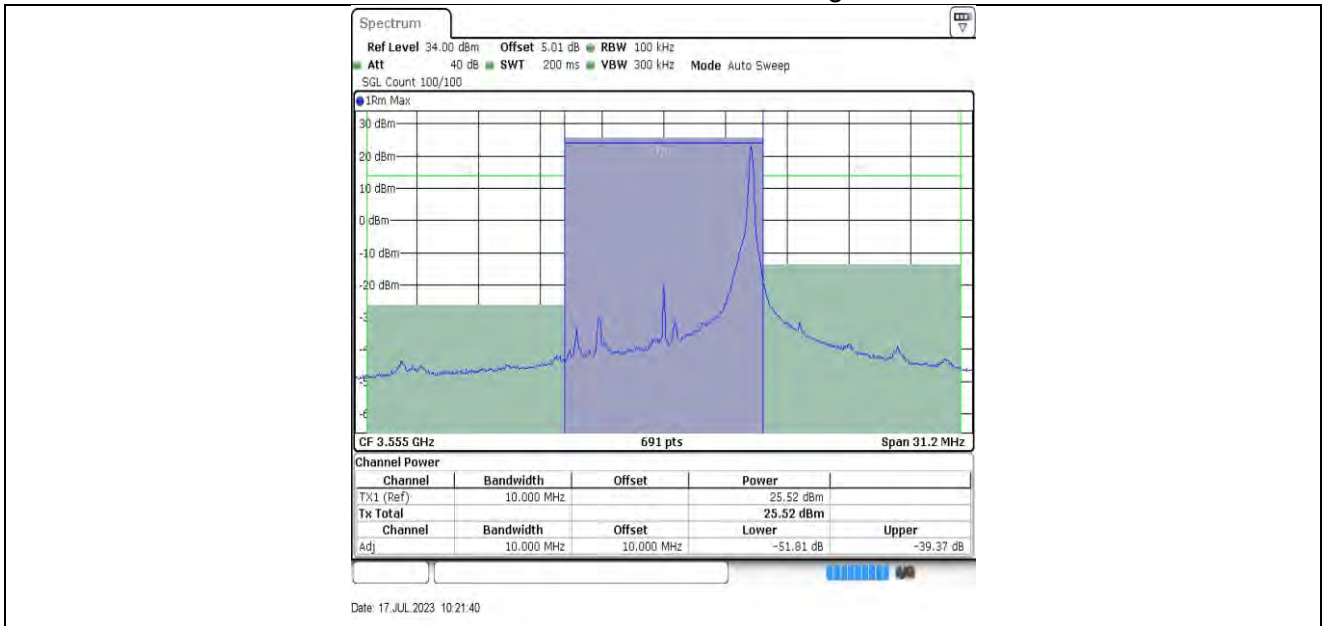 Spectrum
Ref Level 34.00 dBm Offset 5.01 dB RBW 100 kHz
Att 40 dB SWT 200 ms VBW 300 kHz Mode Auto Sweep
SGL Count 100/100
1Rm Max
30 dBm
20 dBm
10 dBm
0 dBm
-10 dBm
-20 dBm
CF 3.555 GHz 691 pts Span 31.2 MHz
Channel Power
Channel Bandwidth Offset Power
TX1 (Ref) 10.000 MHz 25.52 dBm
Tx Total 25.52 dBm
Channel Bandwidth Offset Lower Upper
Adj 10.000 MHz 10.000 MHz -51.81 dB -39.37 dB
Date: 17.JUL.2023 10:21:40